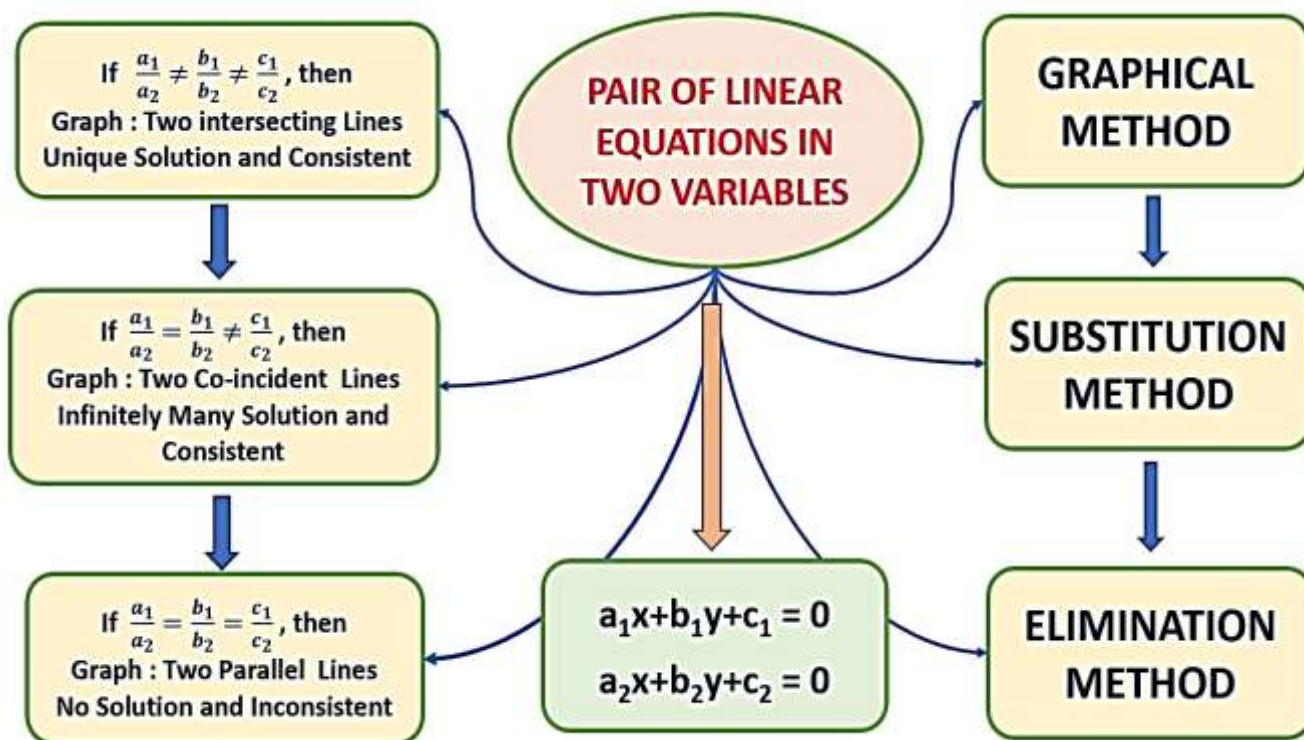 If a₁/a₂ ≠ b₁/b₂ ≠ c₁/c₂ , then
Graph : Two intersecting Lines
Unique Solution and Consistent
If a₁/a₂ = b₁/b₂ ≠ c₁/c₂ , then
Graph : Two Co-incident Lines
Infinitely Many Solution and
Consistent
If a₁/a₂ = b₁/b₂ = c₁/c₂ , then
Graph : Two Parallel Lines
No Solution and Inconsistent
PAIR OF LINEAR
EQUATIONS IN
TWO VARIABLES
a₁x+b₁y+c₁ = 0
a₂x+b₂y+c₂ = 0
GRAPHICAL
METHOD
SUBSTITUTION
METHOD
ELIMINATION
METHOD